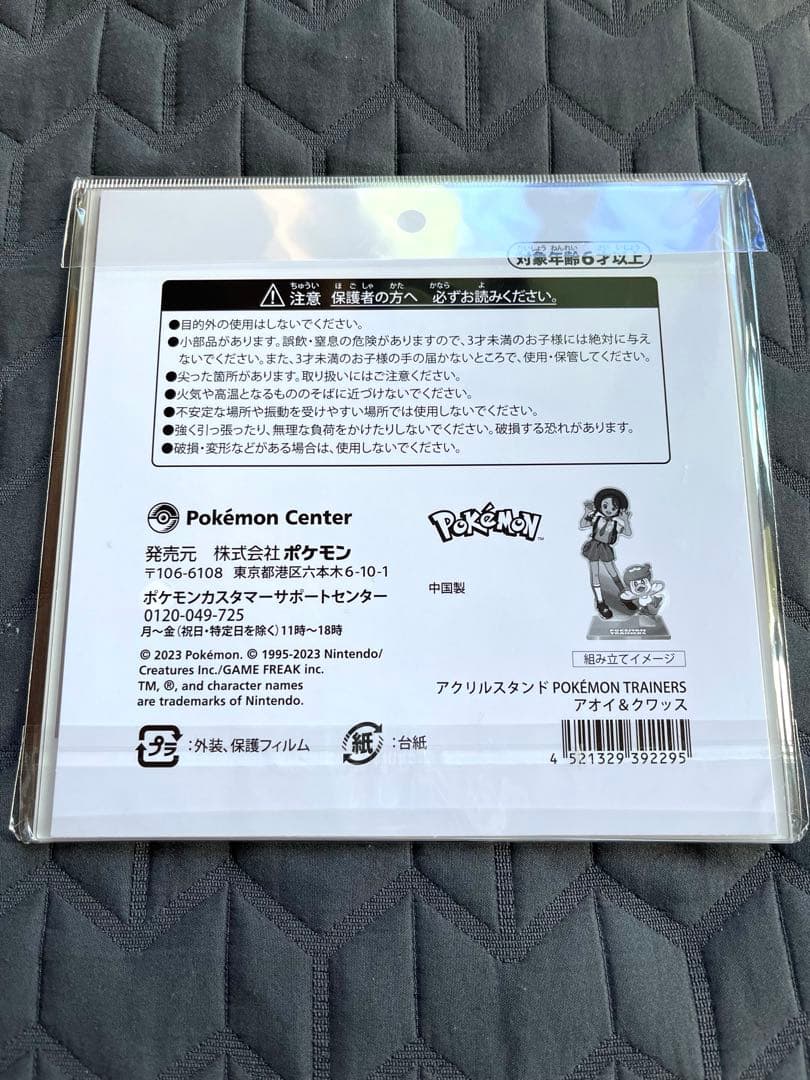 対象年齢6才以上
ちゅうい ほごしゃ かた かなら よ
注意 保護者の方へ 必ずお読みください。
●目的外の使用はしないでください。
●小部品があります。誤飲・窒息の危険がありますので、3才未満のお子様には絶対に与え
ないでください。また、3才未満のお子様の手の届かないところで、使用・保管してください。
●尖った箇所があります。取り扱いにはご注意ください。
●火気や高温となるもののそばに近づけないでください。
●不安定な場所や振動を受けやすい場所では使用しないでください。
●強く引っ張ったり、無理な負荷をかけたりしないでください。破損する恐れがあります。
●破損・変形などがある場合は、使用しないでください。
Pokémon Center
発売元 株式会社ポケモン
〒106-6108 東京都港区六本木6-10-1
ポケモンカスタマーサポートセンター
0120-049-725
月〜金(祝日・特定日を除く)11時〜18時
© 2023 Pokémon. © 1995-2023 Nintendo/
Creatures Inc./GAME FREAK inc.
TM, ®, and character names
are trademarks of Nintendo.
プラ:外装、保護フィルム
紙:台紙
POKéMON™
中国製
POKÉMON
TRAINERS
組み立てイメージ
アクリルスタンド POKÉMON TRAINERS
アオイ&クワッス
4 521329 392295